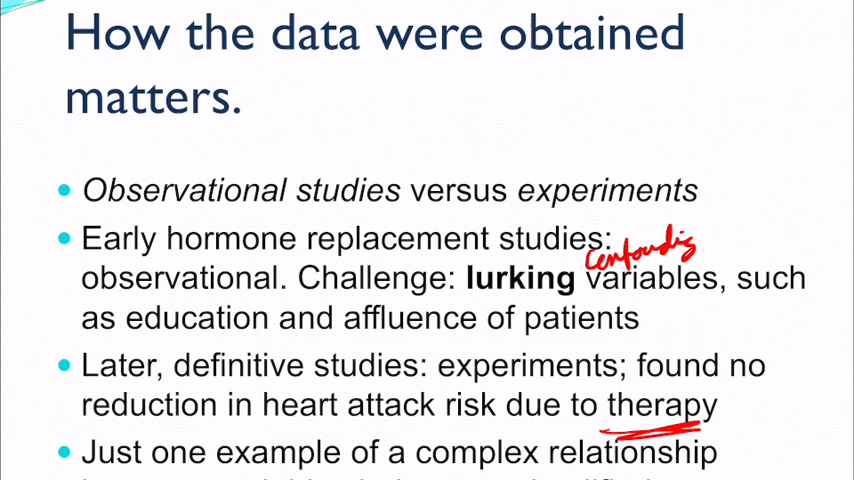 How the data were obtained
matters.
Observational studies versus experiments
Early hormone replacement studies:
confoundig
observational. Challenge: lurking variables, such
as education and affluence of patients
Later, definitive studies: experiments; found no
reduction in heart attack risk due to therapy
Just one example of a complex relationship